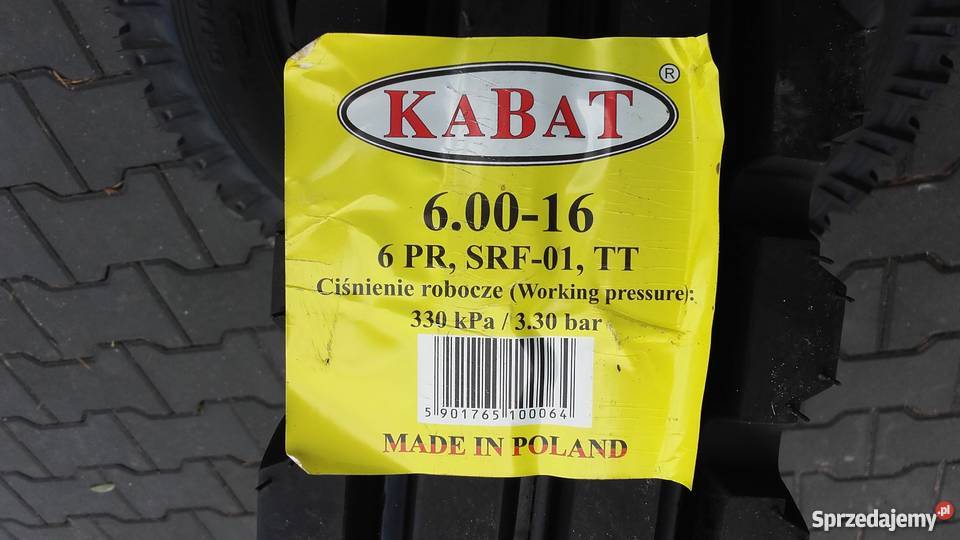 KABAT ®
6.00-16
6 PR, SRF-01, TT
Ciśnienie robocze (Working pressure):
330 kPa / 3.30 bar
5 901765 100064
MADE IN POLAND
Sprzedajemy.pl